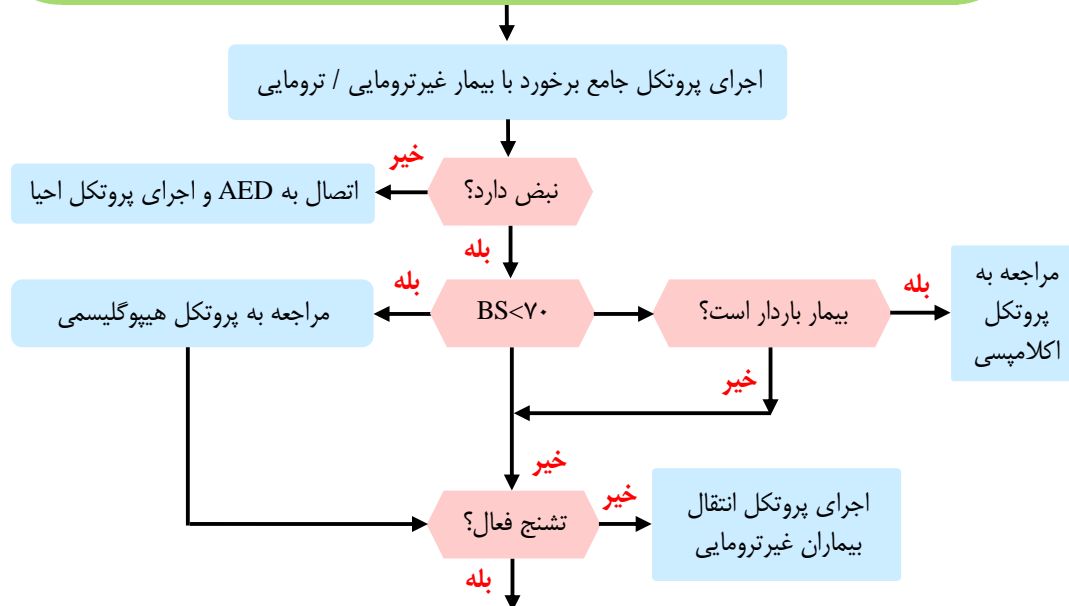 اجرای پروتکل جامع برخورد با بیمار غیرترومایی / ترومایی
خیر
نبض دارد؟
اتصال به AED و اجرای پروتکل احیا
بله
مراجعه به
پروتکل
اکلامپسی
بله
بیمار باردار است؟
BS<۷۰
بله
مراجعه به پروتکل هیپوگلیسمی
خیر
خیر
تشنج فعال؟
خیر
اجرای پروتکل انتقال
بیماران غیرترومایی
بله